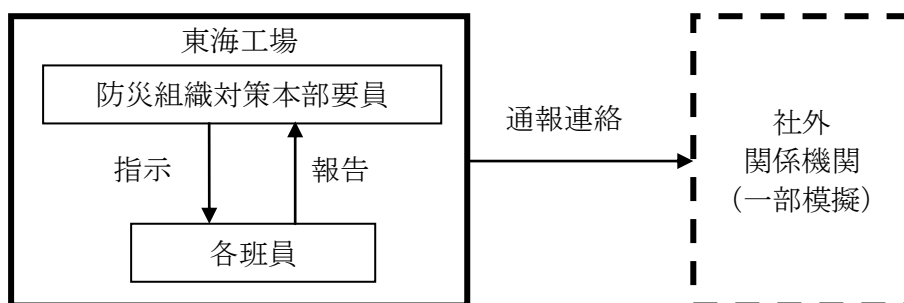 東海工場
防災組織対策本部要員
指示
報告
各班員
通報連絡
社外
関係機関
（一部模擬）